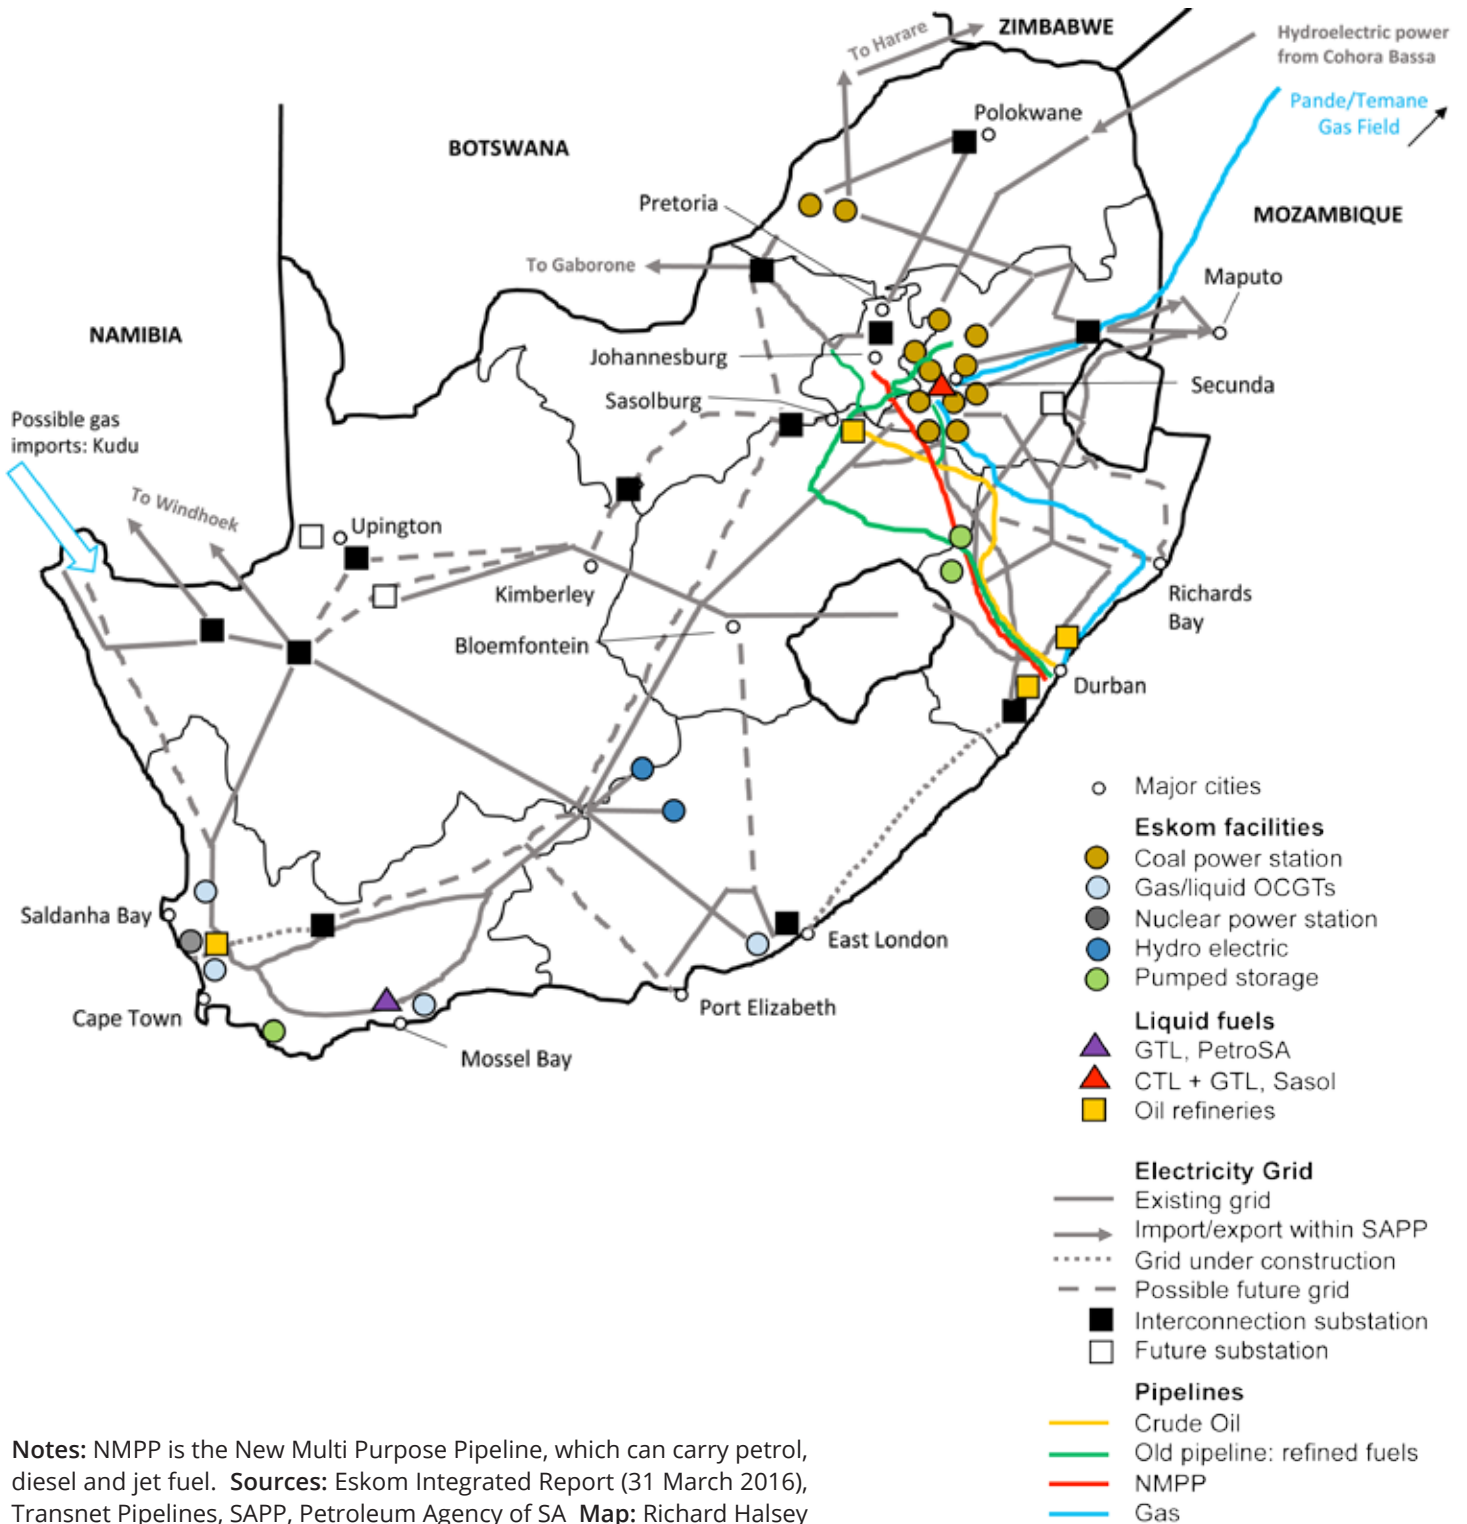 To Harare
ZIMBABWE
Hydroelectric power
from Cohora Bassa
Pande/Temane
Gas Field
Polokwane
BOTSWANA
Pretoria
MOZAMBIQUE
To Gaborone
Maputo
NAMIBIA
Johannesburg
Secunda
Sasolburg
Possible gas
imports: Kudu
To Windhoek
Upington
Kimberley
Richards
Bay
Bloemfontein
Durban
Saldanha Bay
East London
Cape Town
Port Elizabeth
Mossel Bay
Major cities
Eskom facilities
Coal power station
Gas/liquid OCGTs
Nuclear power station
Hydro electric
Pumped storage
Liquid fuels
GTL, PetroSA
CTL + GTL, Sasol
Oil refineries
Electricity Grid
Existing grid
Import/export within SAPP
Grid under construction
Possible future grid
Interconnection substation
Future substation
Pipelines
Crude Oil
Old pipeline: refined fuels
NMPP
Gas
Notes: NMPP is the New Multi Purpose Pipeline, which can carry petrol,
diesel and jet fuel. Sources: Eskom Integrated Report (31 March 2016),
Transnet Pipelines, SAPP, Petroleum Agency of SA Map: Richard Halsey